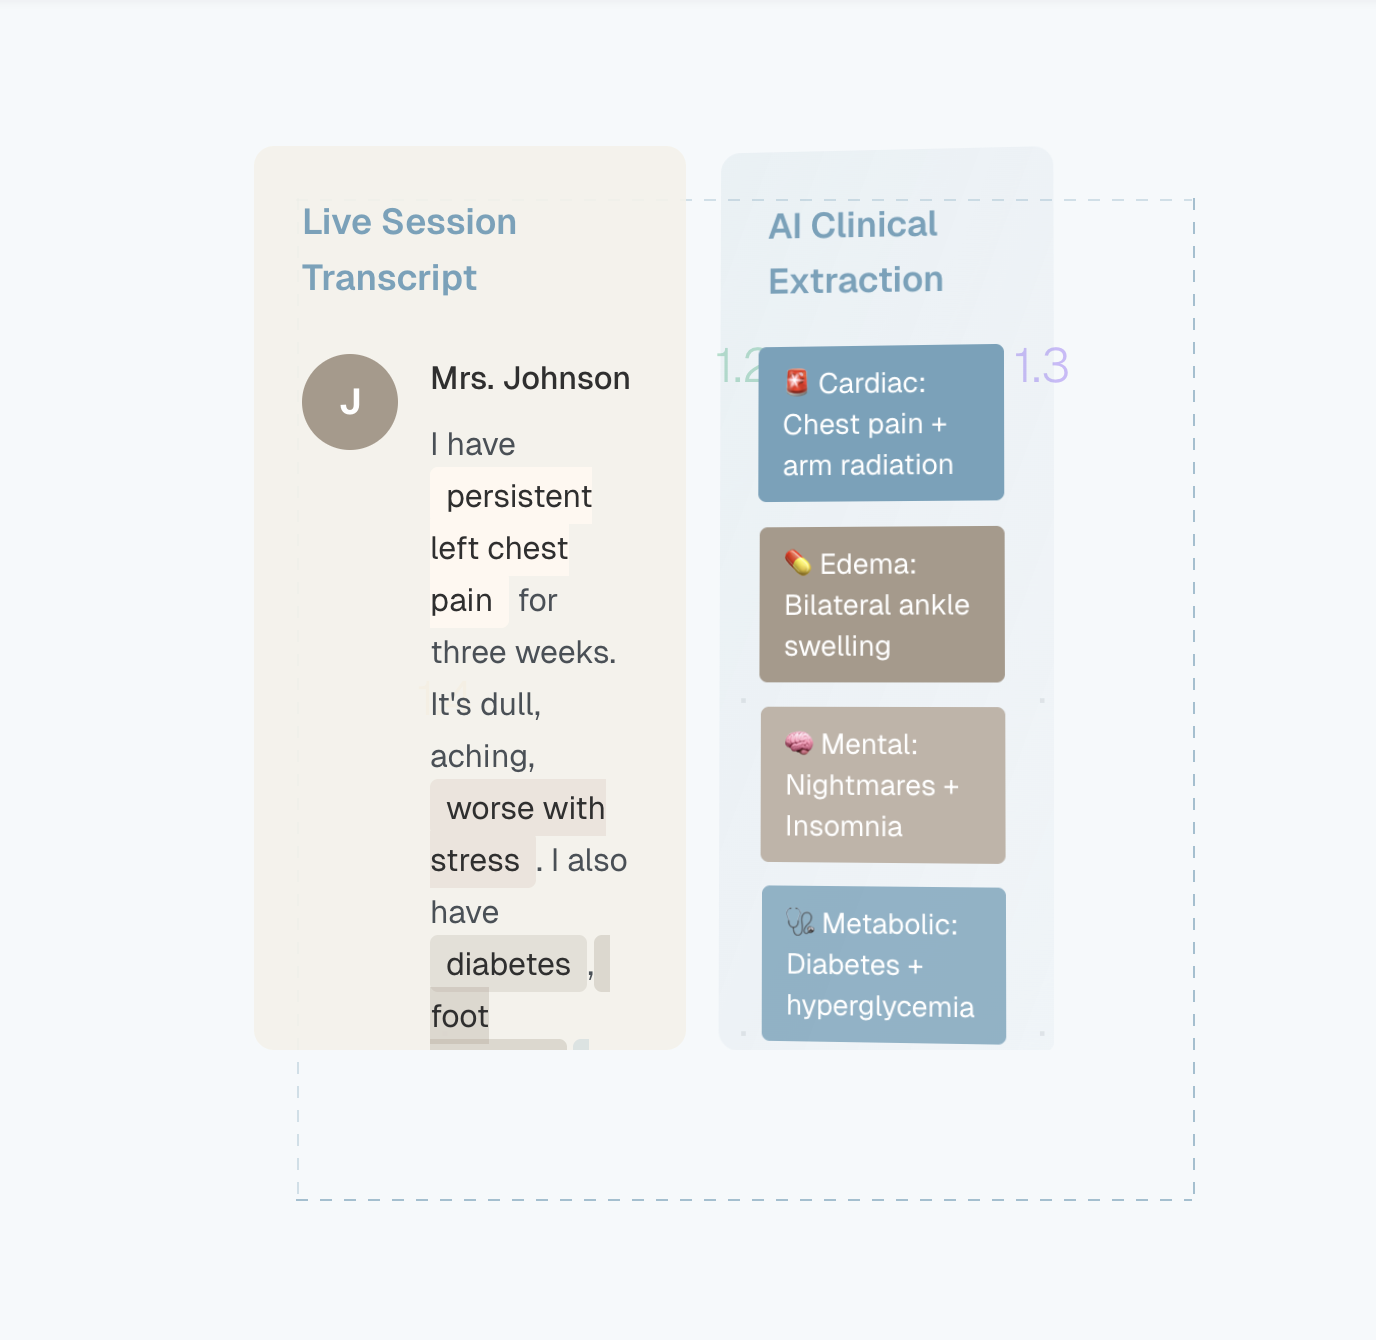 Live Session
Transcript
J
Mrs. Johnson
I have
persistent
left chest
pain for
three weeks.
It's dull,
aching,
worse with
stress . I also
have
diabetes ,
foot
AI Clinical
Extraction
1.2
1.3
🚨 Cardiac:
Chest pain +
arm radiation
💊 Edema:
Bilateral ankle
swelling
🧠 Mental:
Nightmares +
Insomnia
🩺 Metabolic:
Diabetes +
hyperglycemia